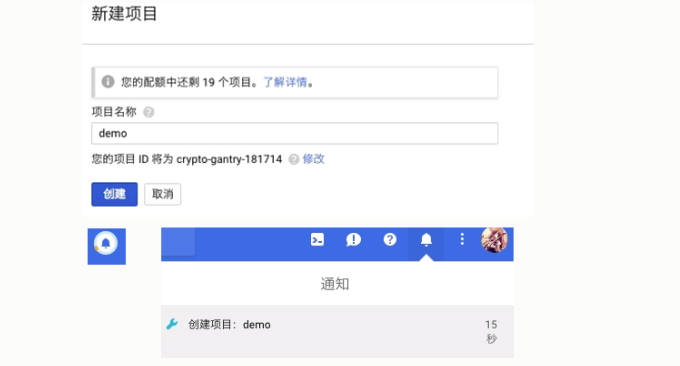 新建项目
您的配额中还剩 19 个项目。了解详情。
项目名称
demo
您的项目 ID 将为 crypto-gantry-181714 修改
创建 取消
通知
创建项目：demo 15
秒